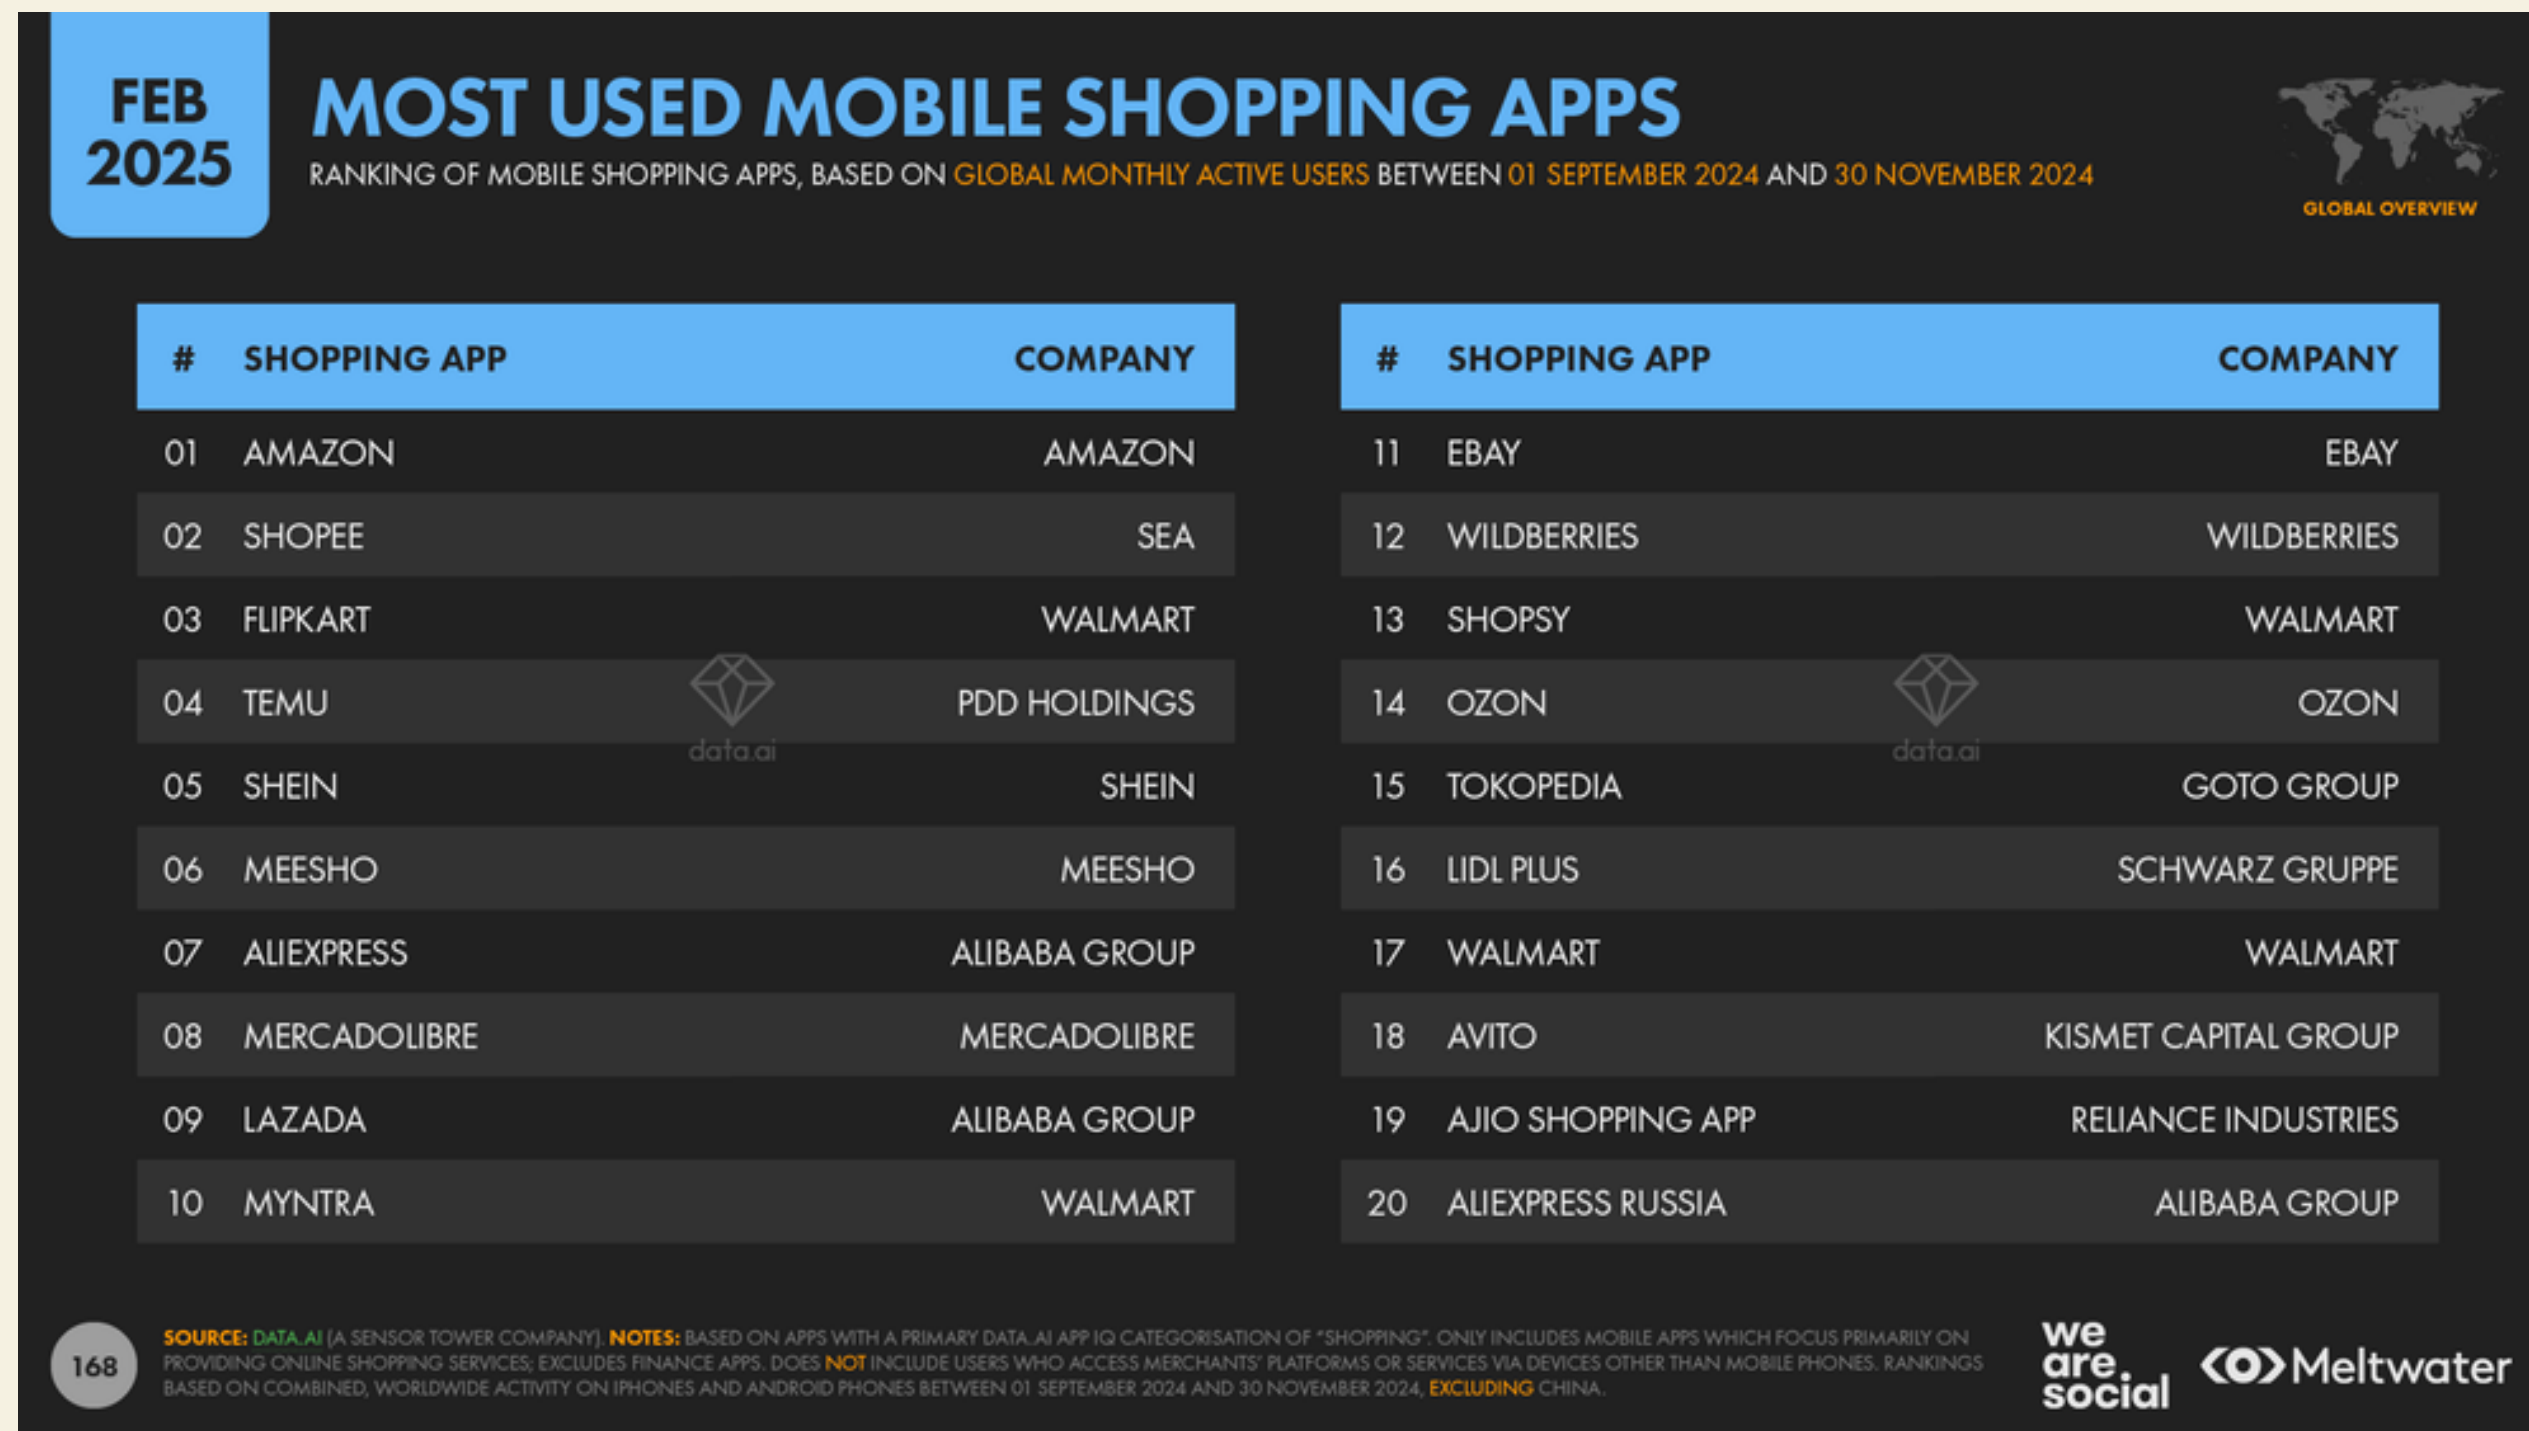 FEB
2025
MOST USED MOBILE SHOPPING APPS
RANKING OF MOBILE SHOPPING APPS, BASED ON GLOBAL MONTHLY ACTIVE USERS BETWEEN 01 SEPTEMBER 2024 AND 30 NOVEMBER 2024
GLOBAL OVERVIEW
# SHOPPING APP COMPANY
01 AMAZON AMAZON
02 SHOPEE SEA
03 FLIPKART WALMART
04 TEMU PDD HOLDINGS
data.ai
05 SHEIN SHEIN
06 MEESHO MEESHO
07 ALIEXPRESS ALIBABA GROUP
08 MERCADOLIBRE MERCADOLIBRE
09 LAZADA ALIBABA GROUP
10 MYNTRA WALMART
# SHOPPING APP COMPANY
11 EBAY EBAY
12 WILDBERRIES WILDBERRIES
13 SHOPSY WALMART
14 OZON OZON
data.ai
15 TOKOPEDIA GOTO GROUP
16 LIDL PLUS SCHWARZ GRUPPE
17 WALMART WALMART
18 AVITO KISMET CAPITAL GROUP
19 AJIO SHOPPING APP RELIANCE INDUSTRIES
20 ALIEXPRESS RUSSIA ALIBABA GROUP
168
SOURCE: DATA.AI (A SENSOR TOWER COMPANY). NOTES: BASED ON APPS WITH A PRIMARY DATA.AI APP IQ CATEGORISATION OF "SHOPPING". ONLY INCLUDES MOBILE APPS WHICH FOCUS PRIMARILY ON
PROVIDING ONLINE SHOPPING SERVICES; EXCLUDES FINANCE APPS. DOES NOT INCLUDE USERS WHO ACCESS MERCHANTS' PLATFORMS OR SERVICES VIA DEVICES OTHER THAN MOBILE PHONES. RANKINGS
BASED ON COMBINED, WORLDWIDE ACTIVITY ON IPHONES AND ANDROID PHONES BETWEEN 01 SEPTEMBER 2024 AND 30 NOVEMBER 2024, EXCLUDING CHINA.
we
are.
social
Meltwater